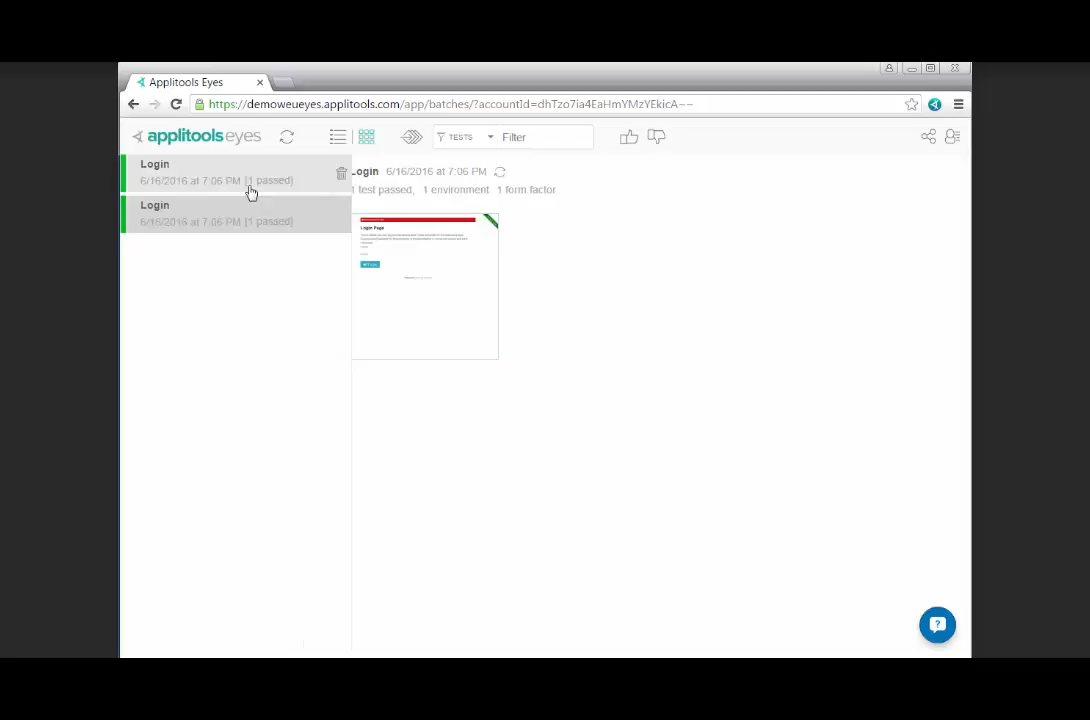 Applitools Eyes
https://demoweueyes.applitools.com/app/batches/?accountId=dhTzo7ia4EaHmYMzYEkicA~~
applitools eyes
TESTS
Filter
Login
6/16/2016 at 7:06 PM (1 passed)
Login
6/16/2016 at 7:06 PM (1 passed)
Login 6/16/2016 at 7:06 PM
1 test passed, 1 environment 1 form factor
Login Page